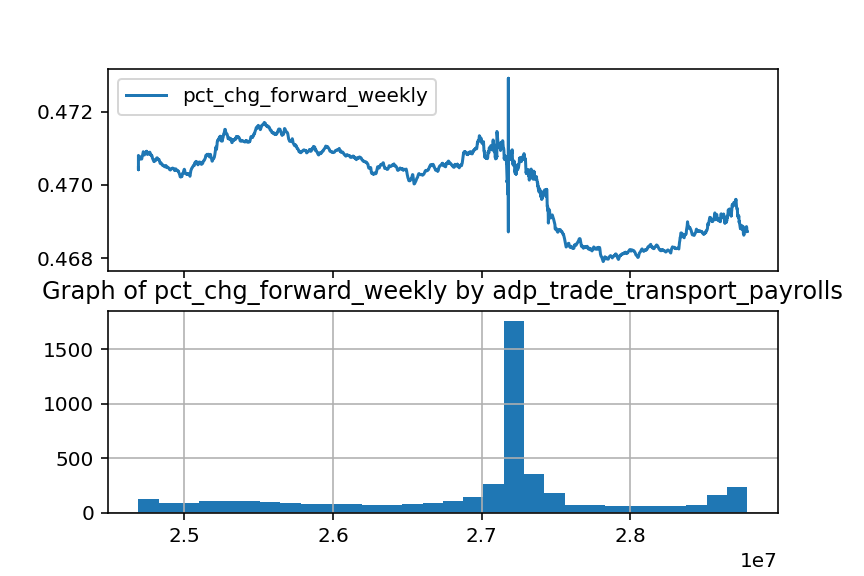 pct_chg_forward_weekly
0.472
0.470
0.468
Graph of pct_chg_forward_weekly by adp_trade_transport_payrolls
1500
1000
500
0
2.5 2.6 2.7 2.8
1e7